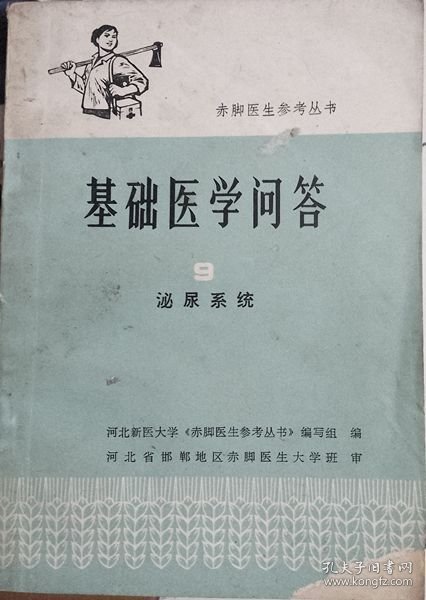 赤脚医生参考丛书
基础医学问答
9
泌尿系统
河北新医大学《赤脚医生参考丛书》编写组 编
河北省邯郸地区赤脚医生大学班 审
孔夫子旧书网
www.kongfz.com